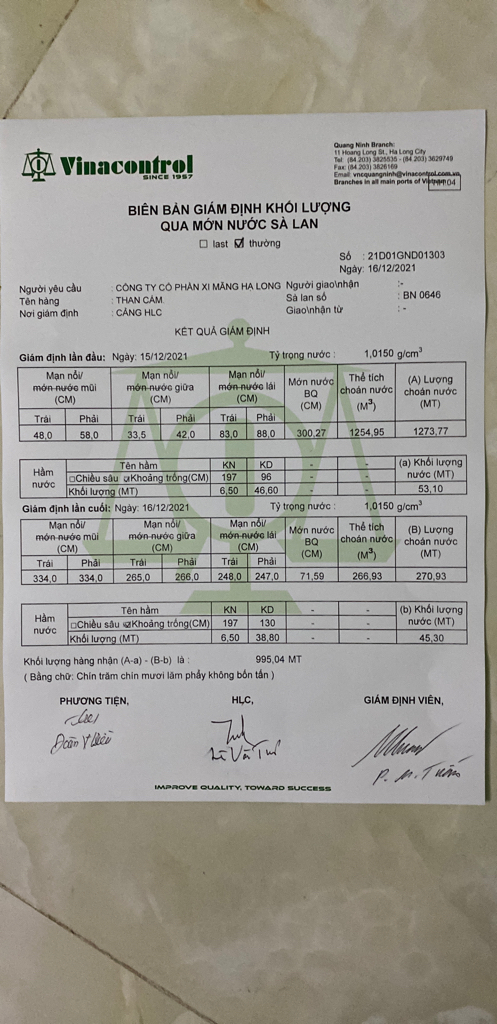 Vinacontrol
SINCE 1957
Quang Ninh Branch:
11 Hoang Long St., Ha Long City
Tel: (84.203) 3825535 - (84.203) 3629749
Fax: (84.203) 3826169
Email: vncquangninh@vinacontrol.com.vn
Branches in all main ports of Vietnam
BIÊN BẢN GIÁM ĐỊNH KHỐI LƯỢNG
QUA MỚN NƯỚC SÀ LAN
☐ last ☑ thường
Số : 21D01GND01303
Ngày: 16/12/2021
Người yêu cầu : CÔNG TY CỔ PHẦN XI MĂNG HẠ LONG Người giao\nhận :-
Tên hàng : THAN CÁM Sà lan số : BN 0646
Nơi giám định : CẢNG HLC Giao\nhận từ : -
KẾT QUẢ GIÁM ĐỊNH
Giám định lần đầu: Ngày: 15/12/2021 Tỷ trọng nước : 1,0150 g/cm³
Mạn nổi/ mớn nước mũi (CM) Mạn nổi/ mớn nước giữa (CM) Mạn nổi/ mớn nước lái (CM) Mớn nước BQ (CM) Thể tích choán nước (M³) (A) Lượng choán nước (MT)
Trái Phải Trái Phải Trái Phải
48,0 58,0 33,5 42,0 83,0 88,0 300,27 1254,95 1273,77
Hầm nước Tên hầm KN KD - - (a) Khối lượng nước (MT)
☐Chiều sâu ☑Khoảng trống(CM) 197 96 - -
Khối lượng (MT) 6,50 46,60 - - 53,10
Giám định lần cuối: Ngày: 16/12/2021 Tỷ trọng nước : 1,0150 g/cm³
Mạn nổi/ mớn nước mũi (CM) Mạn nổi/ mớn nước giữa (CM) Mạn nổi/ mớn nước lái (CM) Mớn nước BQ (CM) Thể tích choán nước (M³) (B) Lượng choán nước (MT)
Trái Phải Trái Phải Trái Phải
334,0 334,0 265,0 266,0 248,0 247,0 71,59 266,93 270,93
Hầm nước Tên hầm KN KD - - (b) Khối lượng nước (MT)
☐Chiều sâu ☑Khoảng trống(CM) 197 130 - -
Khối lượng (MT) 6,50 38,80 - - 45,30
Khối lượng hàng nhận (A-a) - (B-b) là : 995,04 MT
( Bằng chữ: Chín trăm chín mươi lăm phẩy không bốn tấn )
PHƯƠNG TIỆN, HLC, GIÁM ĐỊNH VIÊN,
IMPROVE QUALITY, TOWARD SUCCESS